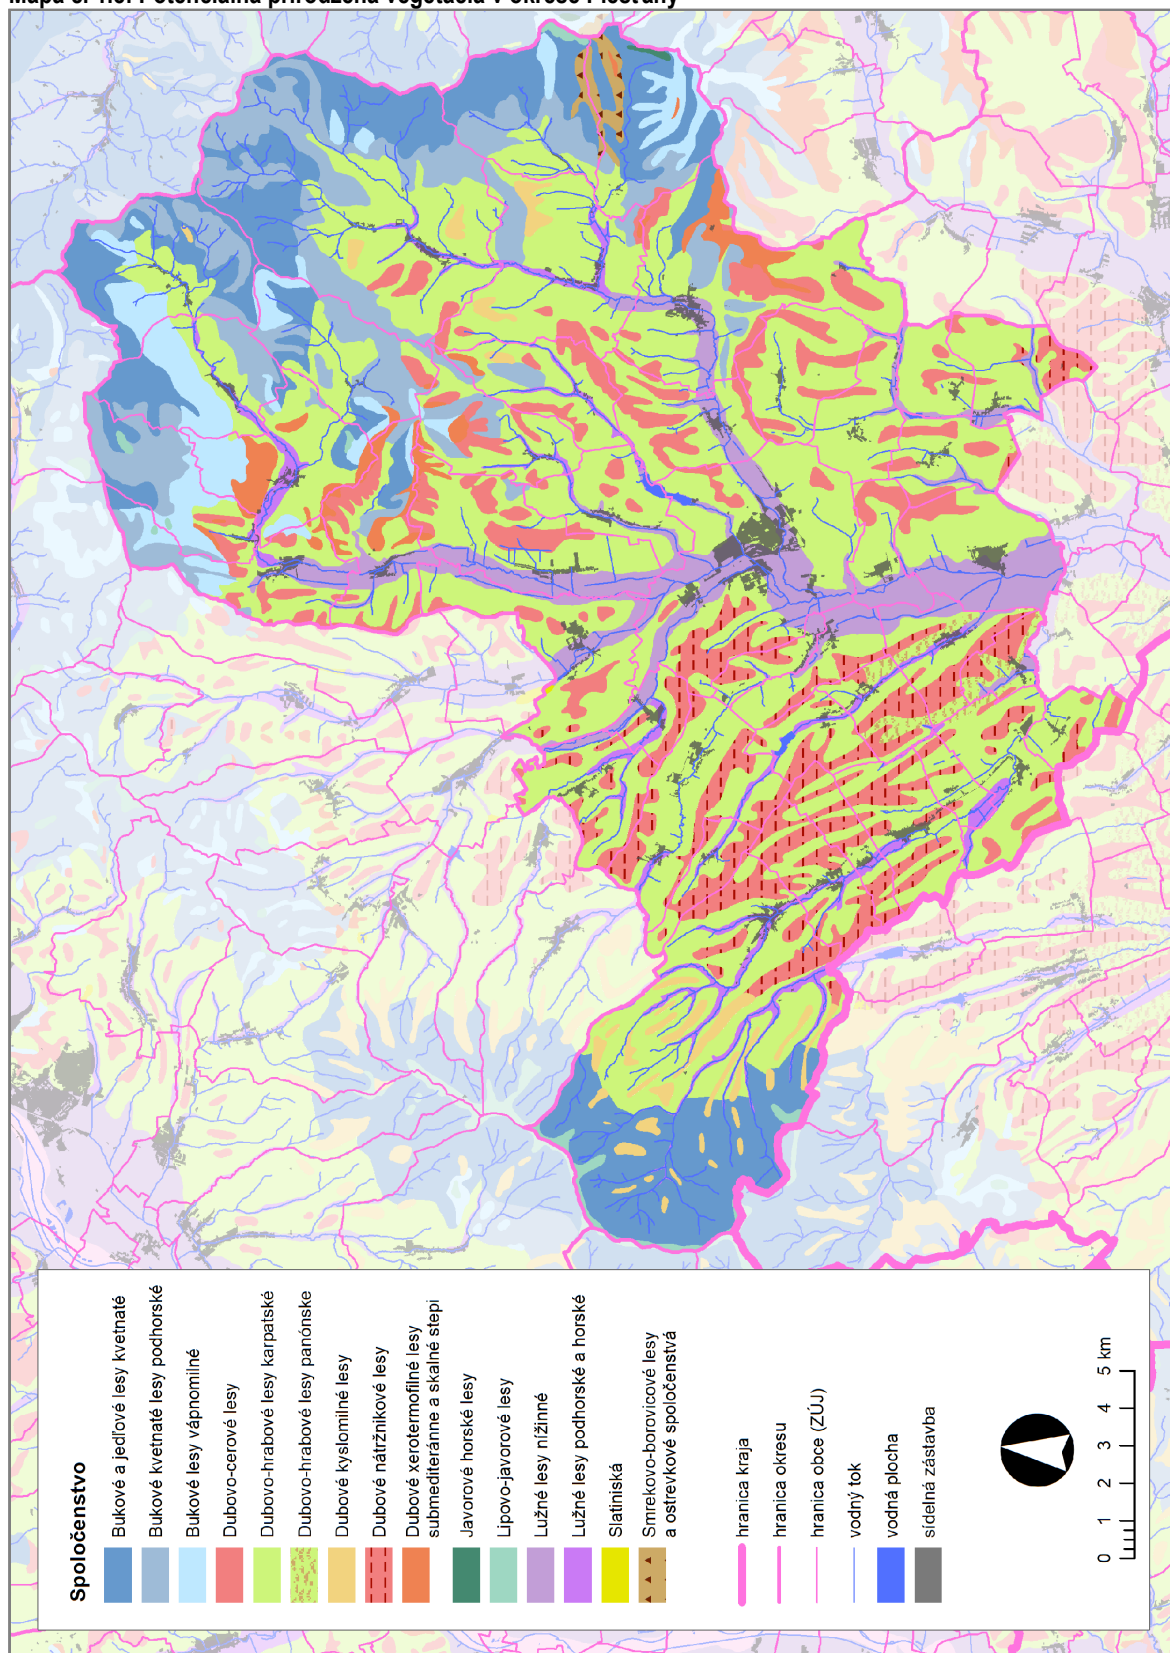 Mapa č. Potenciálna prirodzená vegetácia v okrese Piešťany
Spoločenstvo
Bukové a jedľové lesy kvetnaté
Bukové kvetnaté lesy podhorské
Bukové lesy vápnomilné
Dubovo-cerové lesy
Dubovo-hrabové lesy karpatské
Dubovo-hrabové lesy panónske
Dubové kyslomilné lesy
Dubové nátržnikové lesy
Dubové xerotermofilné lesy
submediteránne a skalné stepi
Javorové horské lesy
Lipovo-javorové lesy
Lužné lesy nížinné
Lužné lesy podhorské a horské
Slatiniská
Smrekovo-borovicové lesy
a ostrevkové spoločenstvá
hranica kraja
hranica okresu
hranica obce (ZÚJ)
vodný tok
vodná plocha
sídelná zástavba
0 1 2 3 4 5 km